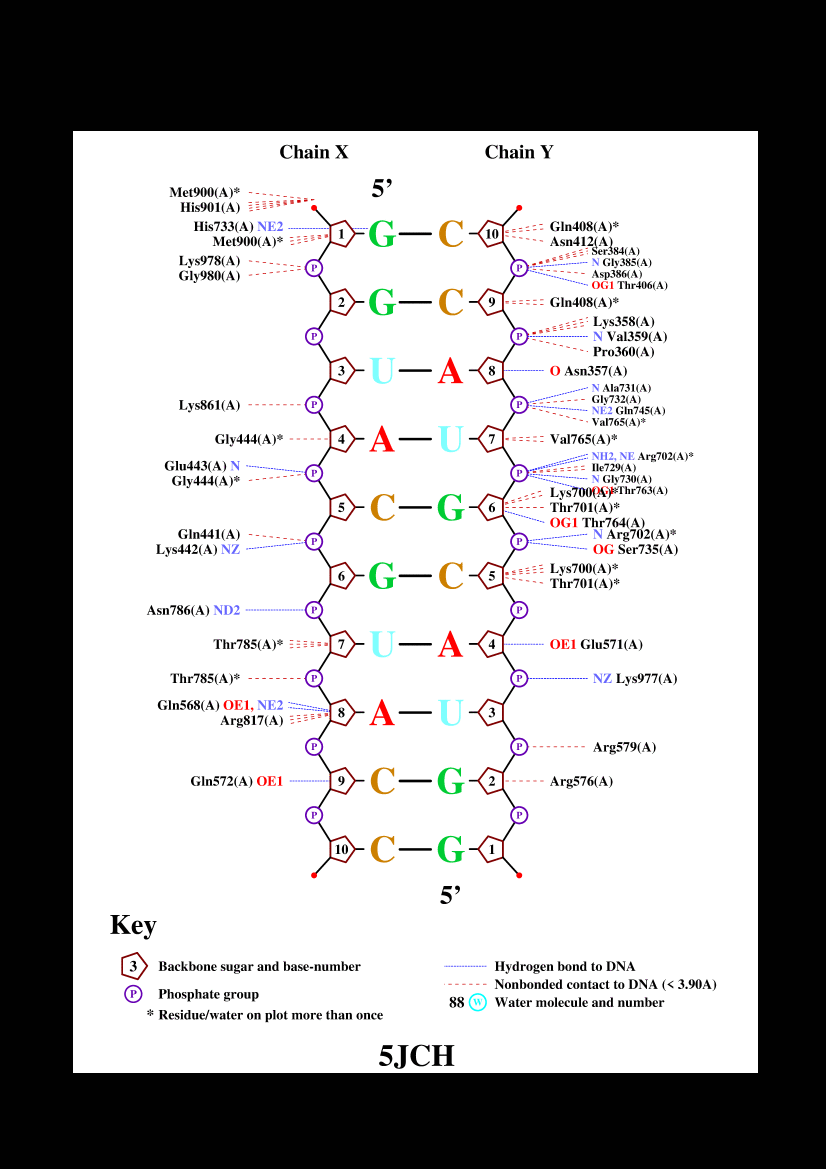 Chain X Chain Y
5’
Met900(A)*
His901(A)
His733(A) NE2
Met900(A)*
1 G C 10
Gln408(A)*
Asn412(A)
Lys978(A)
Gly980(A)
P P
Ser384(A)
N Gly385(A)
Asp386(A)
OG1 Thr406(A)
2 G C 9 Gln408(A)*
P P
Lys358(A)
N Val359(A)
Pro360(A)
3 U A 8 O Asn357(A)
Lys861(A) P P
N Ala731(A)
Gly732(A)
NE2 Gln745(A)
Val765(A)*
Gly444(A)* 4 A U 7 Val765(A)*
Glu443(A) N
Gly444(A)*
P P
NH2, NE Arg702(A)*
Ile729(A)
N Gly730(A)
OG1 Thr763(A)
5 C G 6
Lys700(A)*
Thr701(A)*
OG1 Thr764(A)
Gln441(A)
Lys442(A) NZ
P P
N Arg702(A)*
OG Ser735(A)
6 G C 5
Lys700(A)*
Thr701(A)*
Asn786(A) ND2 P P
Thr785(A)* 7 U A 4 OE1 Glu571(A)
Thr785(A)* P P NZ Lys977(A)
Gln568(A) OE1, NE2
Arg817(A)
8 A U 3
P P Arg579(A)
Gln572(A) OE1 9 C G 2 Arg576(A)
P P
10 C G 1
5’
Key
3 Backbone sugar and base-number
P Phosphate group
* Residue/water on plot more than once
Hydrogen bond to DNA
Nonbonded contact to DNA (< 3.90A)
88 W Water molecule and number
5JCH